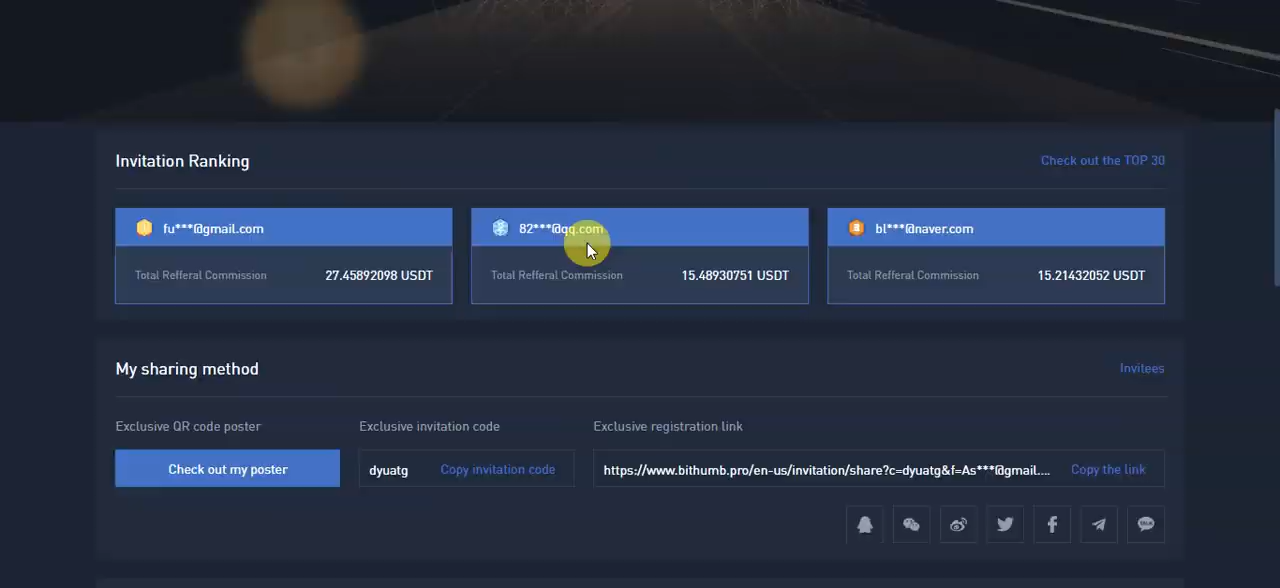 Invitation Ranking
Check out the TOP 30
fu***@gmail.com
82***@qq.com
bl***@naver.com
Total Refferal Commission 27.45892098 USDT
Total Refferal Commission 15.48930751 USDT
Total Refferal Commission 15.21432052 USDT
My sharing method
Invitees
Exclusive QR code poster
Exclusive invitation code
Exclusive registration link
Check out my poster
dyuatg Copy invitation code
https://www.bithumb.pro/en-us/invitation/share?c=dyuatg&f=As***@gmail.... Copy the link